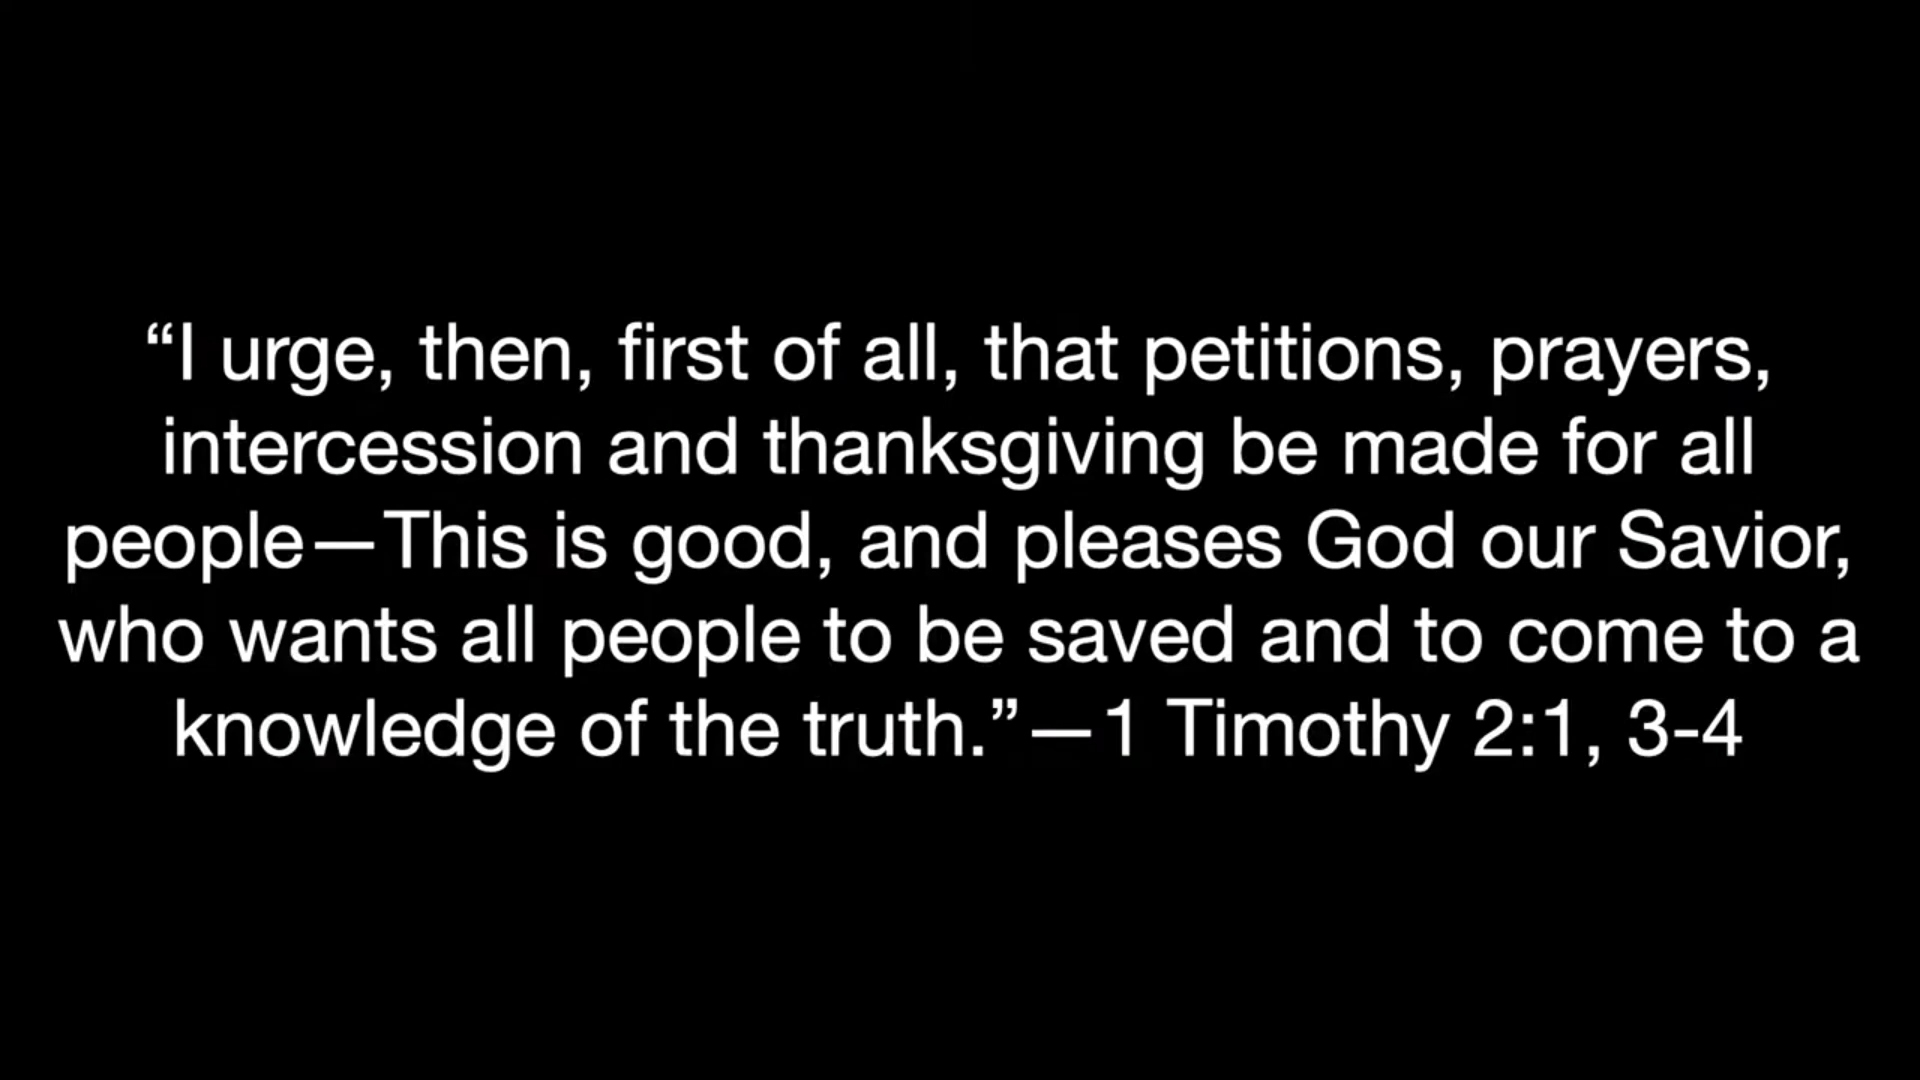 “I urge, then, first of all, that petitions, prayers,
intercession and thanksgiving be made for all
people—This is good, and pleases God our Savior,
who wants all people to be saved and to come to a
knowledge of the truth.”—1 Timothy 2:1, 3-4